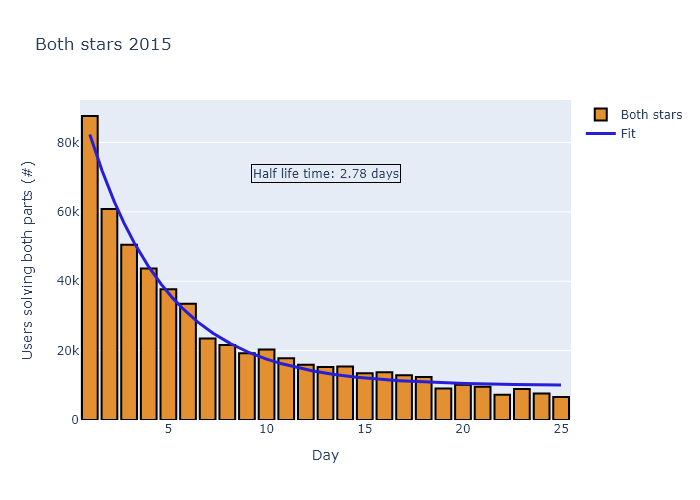 Both stars 2015
Both stars
Fit
Half life time: 2.78 days
Users solving both parts (#)
80k
60k
40k
20k
0
5
10
15
20
25
Day